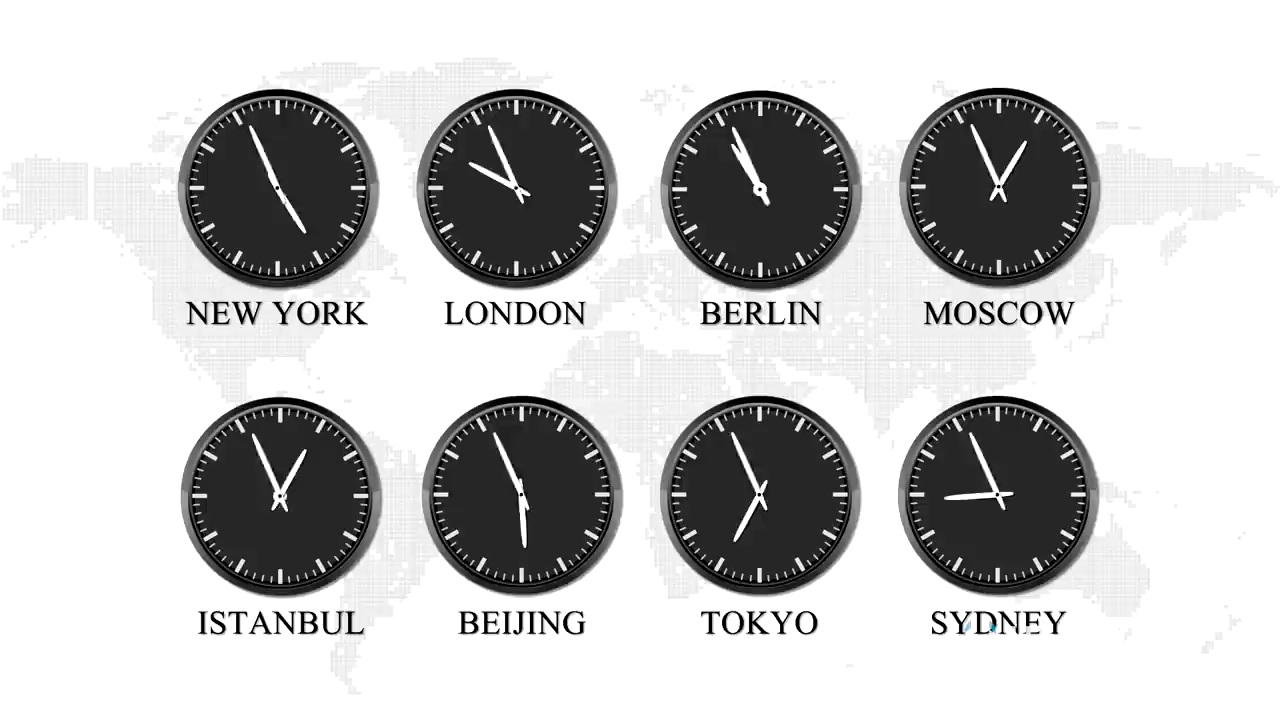 NEW YORK
LONDON
BERLIN
MOSCOW
ISTANBUL
BEIJING
TOKYO
SYDNEY